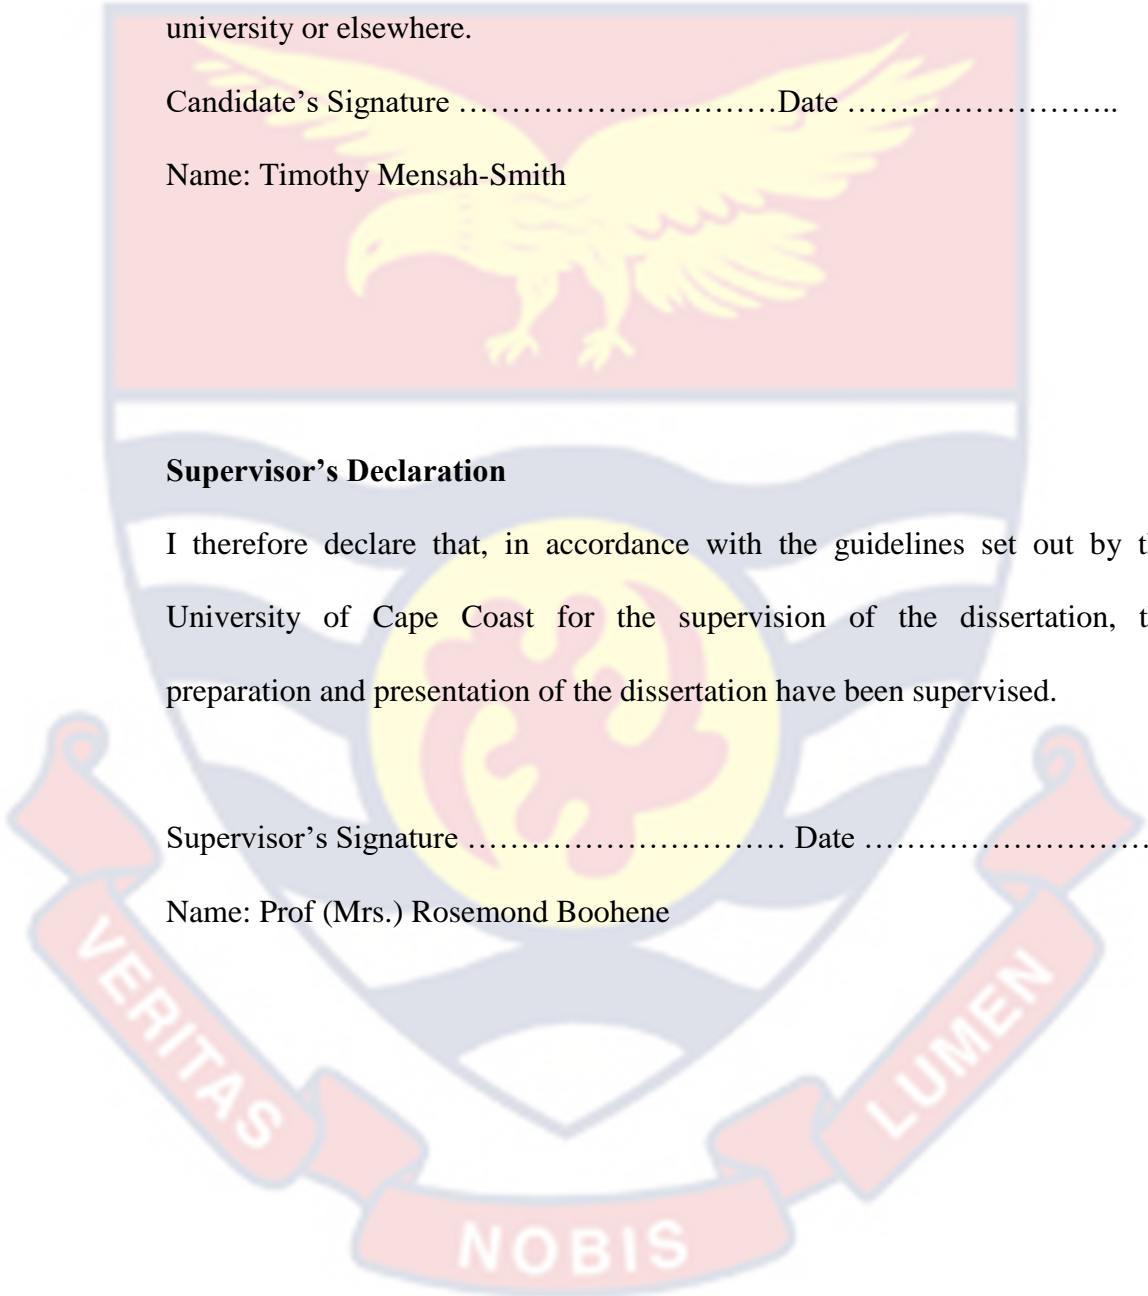 university or elsewhere.
Candidate’s Signature …………………………Date ……………………..
Name: Timothy Mensah-Smith
Supervisor’s Declaration
I therefore declare that, in accordance with the guidelines set out by
University of Cape Coast for the supervision of the dissertation,
preparation and presentation of the dissertation have been supervised.
Supervisor’s Signature ………………………… Date ………………………
Name: Prof (Mrs.) Rosemond Boohene
VERITAS
NOBIS
LUMEN